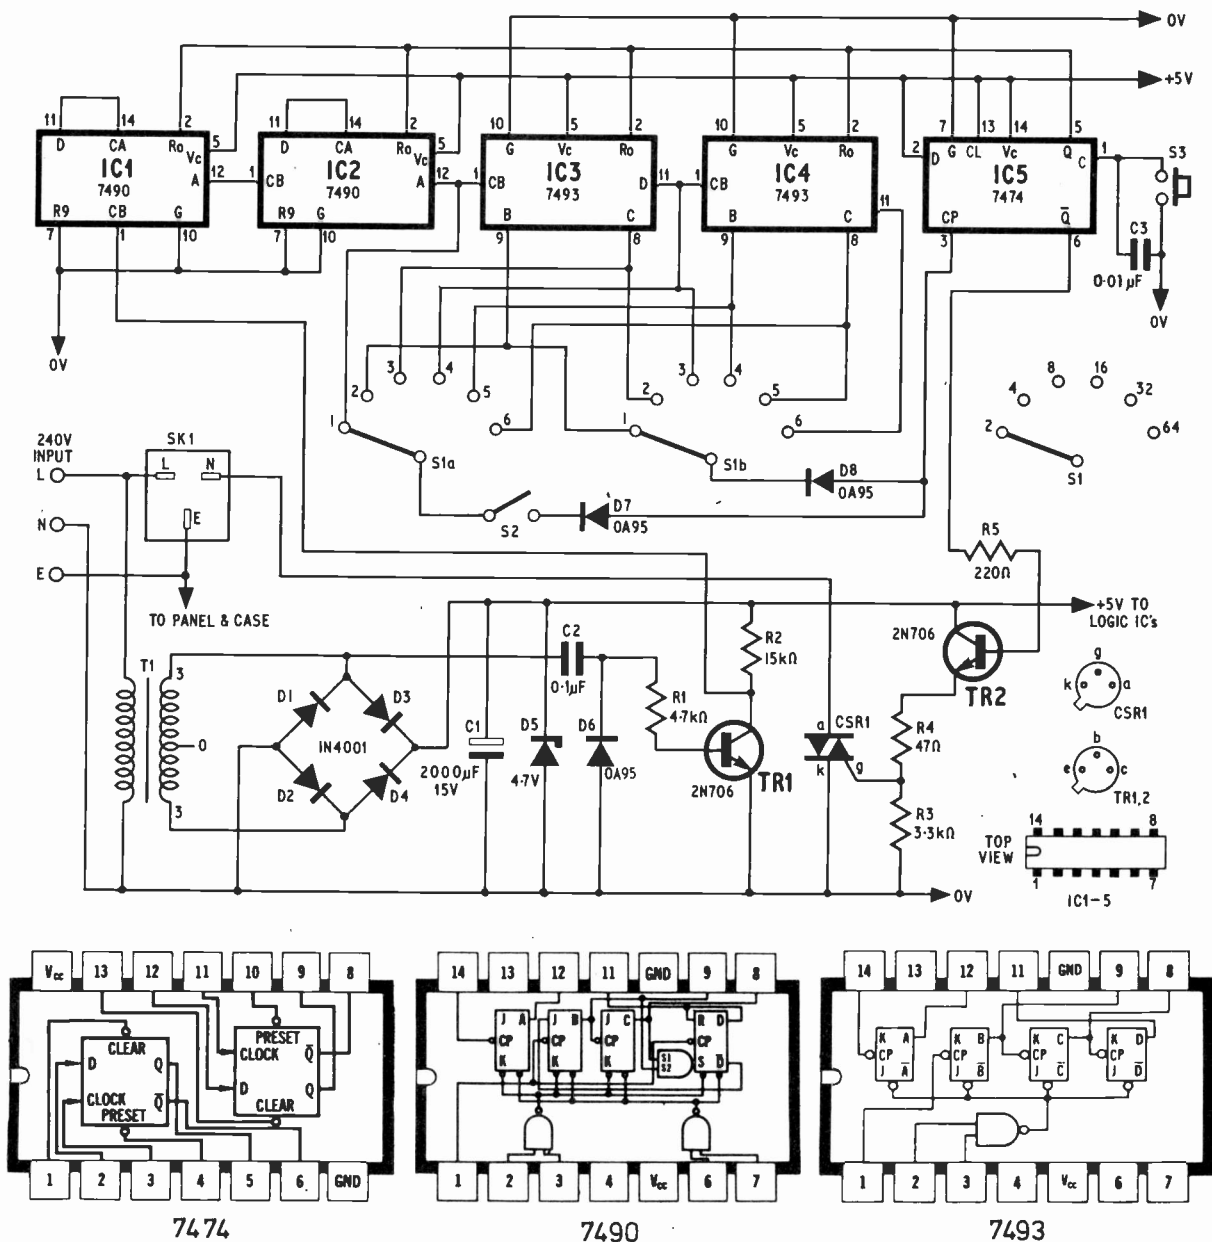 0V
+5V
11 14 2
D CA Ro
Vc 5
IC1
7490
A 12
R9 CB G
7 1 10
0V
11 14 2
D CA Ro
Vc 5
1 CB
IC2
7490
A 12
R9 G
7 10
10 5 2
G Vc Ro
1 CB
IC3
7493
D 11
B C
9 8
10 5 2
G Vc Ro
1 CB
IC4
7493
11
B C
9 8
7 13 14 5
2 D G CL Vc Q
C 1
IC5
7474
CP Q̅
3 6
S3
C3
0·01µF
0V
1 2 3 4 5 6
S1a
1 2 3 4 5 6
S1b
2 4 8 16 32 64
S1
S2
D7
OA95
D8
OA95
240V
INPUT
L
N
E
SK1
L N
E
TO PANEL & CASE
R5
220Ω
+5V TO
LOGIC IC's
T1
3
0
3
D1 D3
IN4001
D2 D4
C1
2000µF
15V
D5
4·7V
C2
0·1µF
D6
OA95
R1
4·7kΩ
R2
15kΩ
2N706
TR1
a CSR1
k g
2N706
TR2
R4
47Ω
R3
3·3kΩ
0V
g
k a
CSR1
b
e c
TR1,2
14 8
TOP
VIEW
1 7
IC1-5
Vcc 13 12 11 10 9 8
PRESET
CLOCK Q̅
D Q
CLEAR
CLEAR
D Q
CLOCK Q̅
PRESET
1 2 3 4 5 6 GND
7474
14 13 12 11 GND 9 8
J A J B J C R D
CP CP CP CP
K K K S D̅
S1
S2
1 2 3 4 Vcc 6 7
7490
14 13 12 11 GND 9 8
K A K B K C K D
CP CP CP CP
J A̅ J B̅ J C̅ J D̅
1 2 3 4 Vcc 6 7
7493